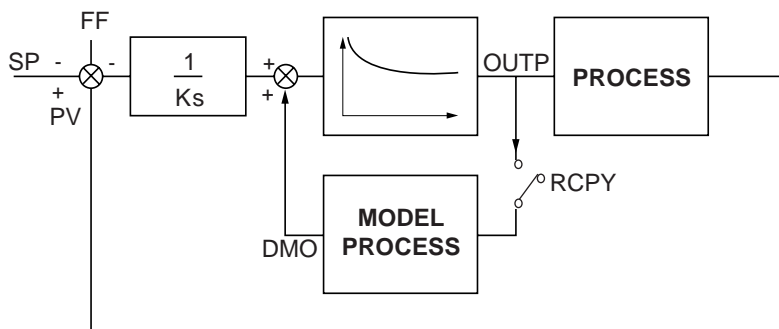 FF
SP - -
+
PV
1
Ks
+
+
OUTP
PROCESS
RCPY
MODEL
PROCESS
DMO